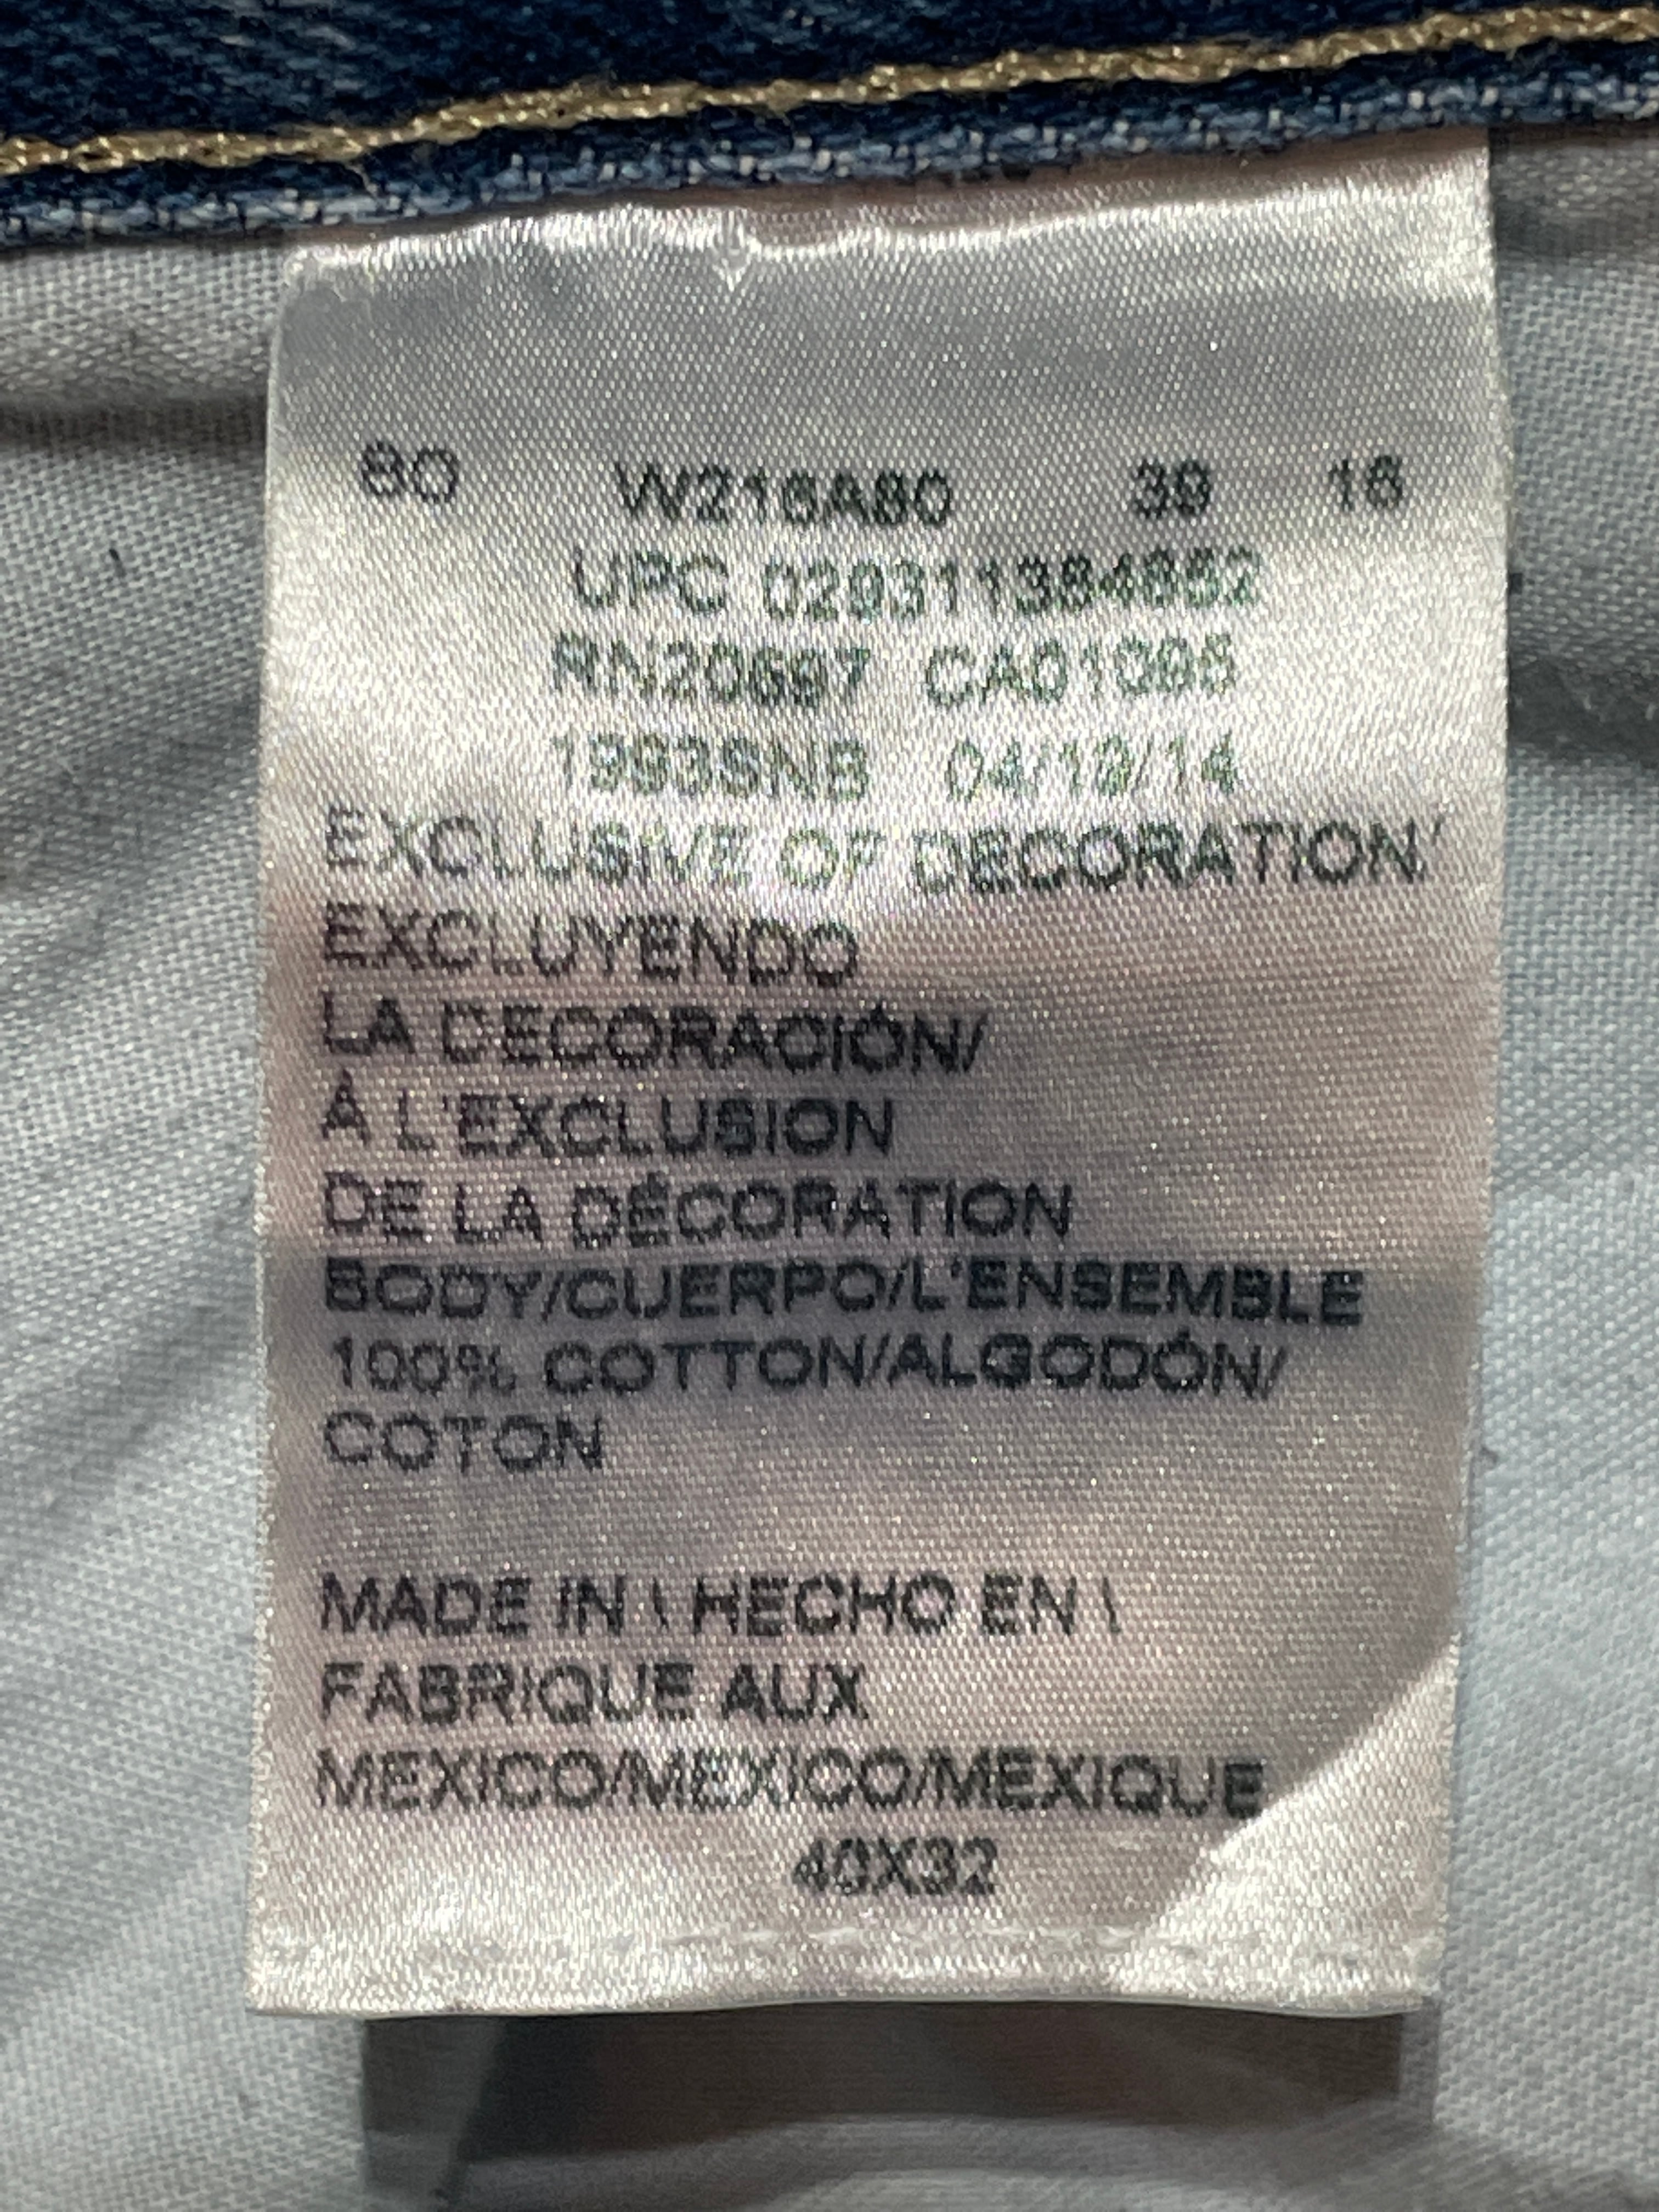 80 W216A80 39 16
UPC 029311384852
RN20697 CA01095
1993SNB 04/19/14
EXCLUSIVE OF DECORATION/
EXCLUYENDO
LA DECORACIÓN/
À L'EXCLUSION
DE LA DÉCORATION
BODY/CUERPO/L'ENSEMBLE
100% COTTON/ALGODÓN/
COTON
MADE IN \ HECHO EN \
FABRIQUE AUX
MEXICO/MEXICO/MEXIQUE
40X32